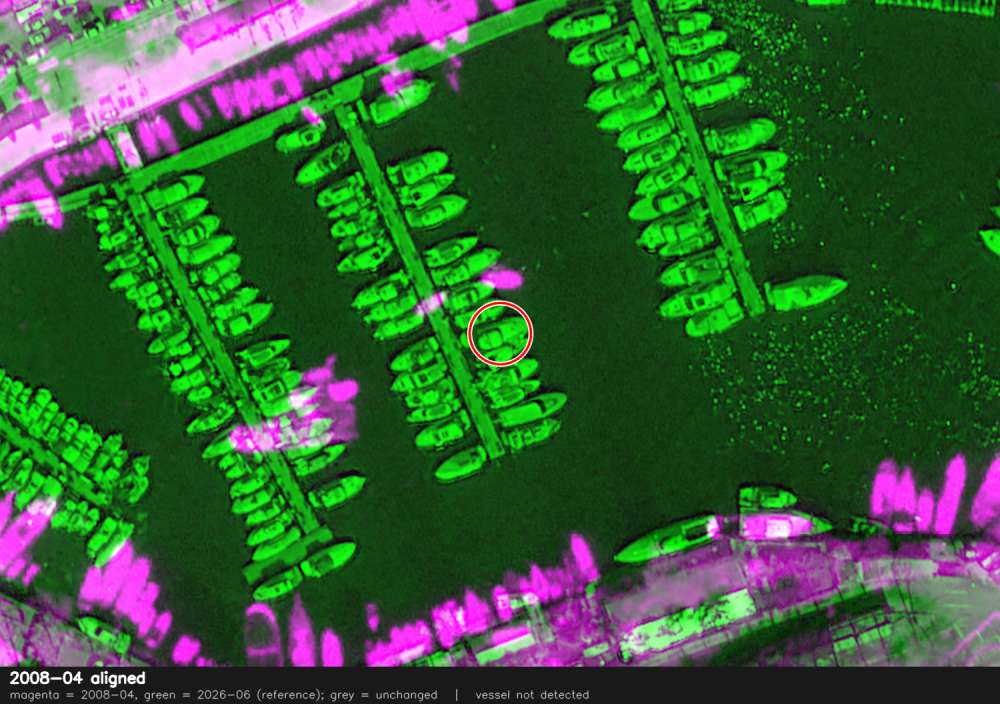 2008-04 aligned
magenta = 2008-04, green = 2026-06 (reference); grey = unchanged | vessel not detected